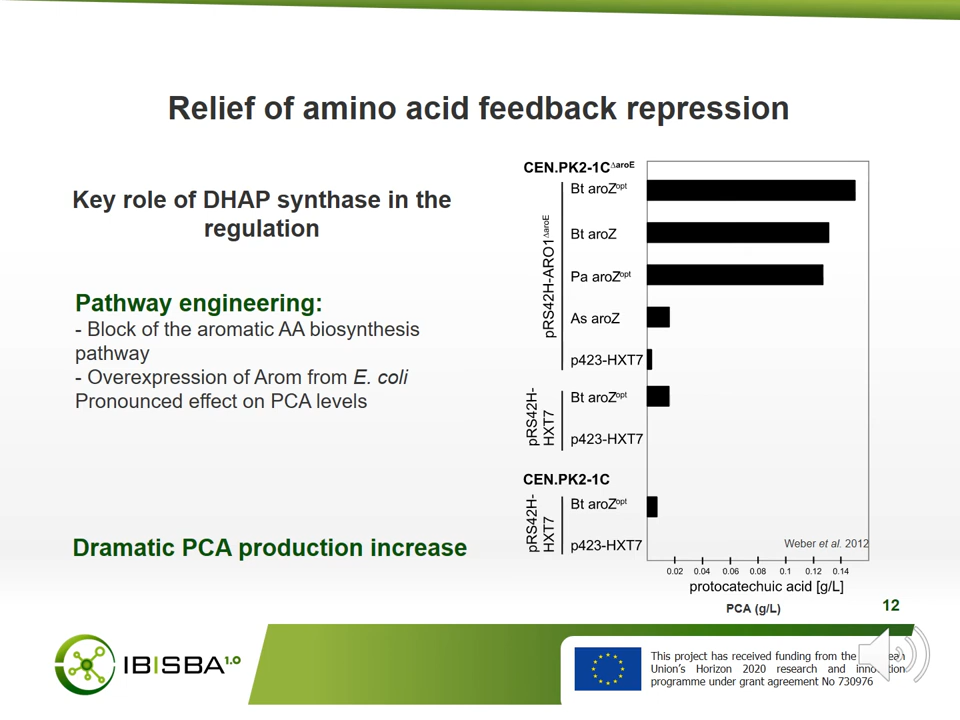 Relief of amino acid feedback repression
Key role of DHAP synthase in the
regulation
Pathway engineering:
- Block of the aromatic AA biosynthesis
pathway
- Overexpression of Arom from E. coli
Pronounced effect on PCA levels
Dramatic PCA production increase
CEN.PK2-1CΔaroE
pRS42H-ARO1ΔaroE
Bt aroZopt
Bt aroZ
Pa aroZopt
As aroZ
p423-HXT7
pRS42H-
HXT7
Bt aroZopt
p423-HXT7
CEN.PK2-1C
pRS42H-
HXT7
Bt aroZopt
p423-HXT7
Weber et al. 2012
0.02 0.04 0.06 0.08 0.1 0.12 0.14
protocatechuic acid [g/L]
PCA (g/L)
12
IBISBA1.0
This project has received funding from the
Union's Horizon 2020 research and
programme under grant agreement No 730976